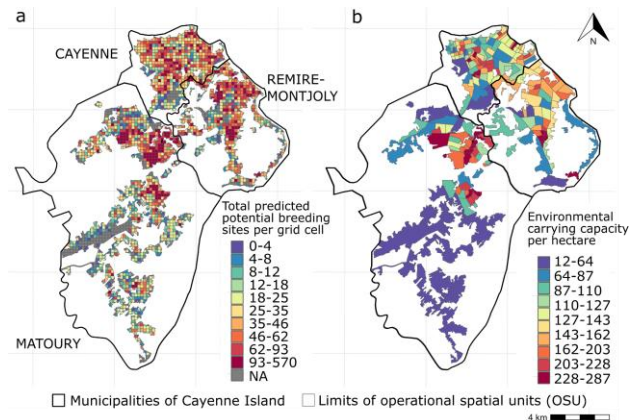 a
CAYENNE
REMIRE-
MONTJOLY
MATOURY
Total predicted
potential breeding
sites per grid cell
0-4
4-8
8-12
12-18
18-25
25-35
35-46
46-62
62-93
93-570
NA
b
N
Environmental
carrying capacity
per hectare
12-64
64-87
87-110
110-127
127-143
143-162
162-203
203-228
228-287
Municipalities of Cayenne Island
Limits of operational spatial units (OSU)
4 km